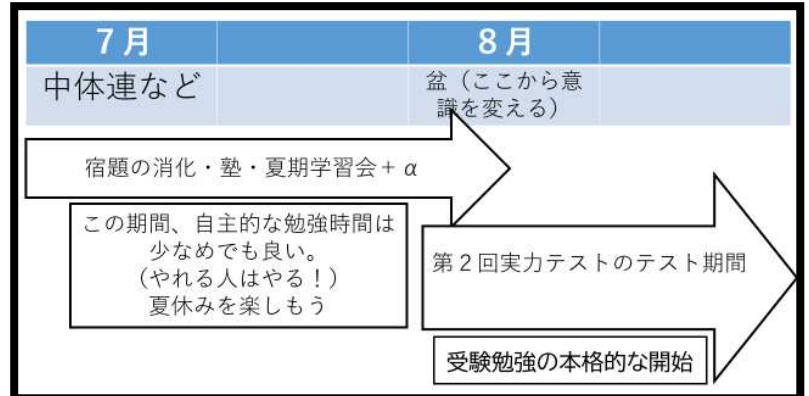 7月
8月
中体連など
盆（ここから意
識を変える）
宿題の消化・塾・夏期学習会+ α
この期間、自主的な勉強時間は
少なめでも良い。
（やれる人はやる！）
夏休みを楽しもう
第２回実力テストのテスト期間
受験勉強の本格的な開始